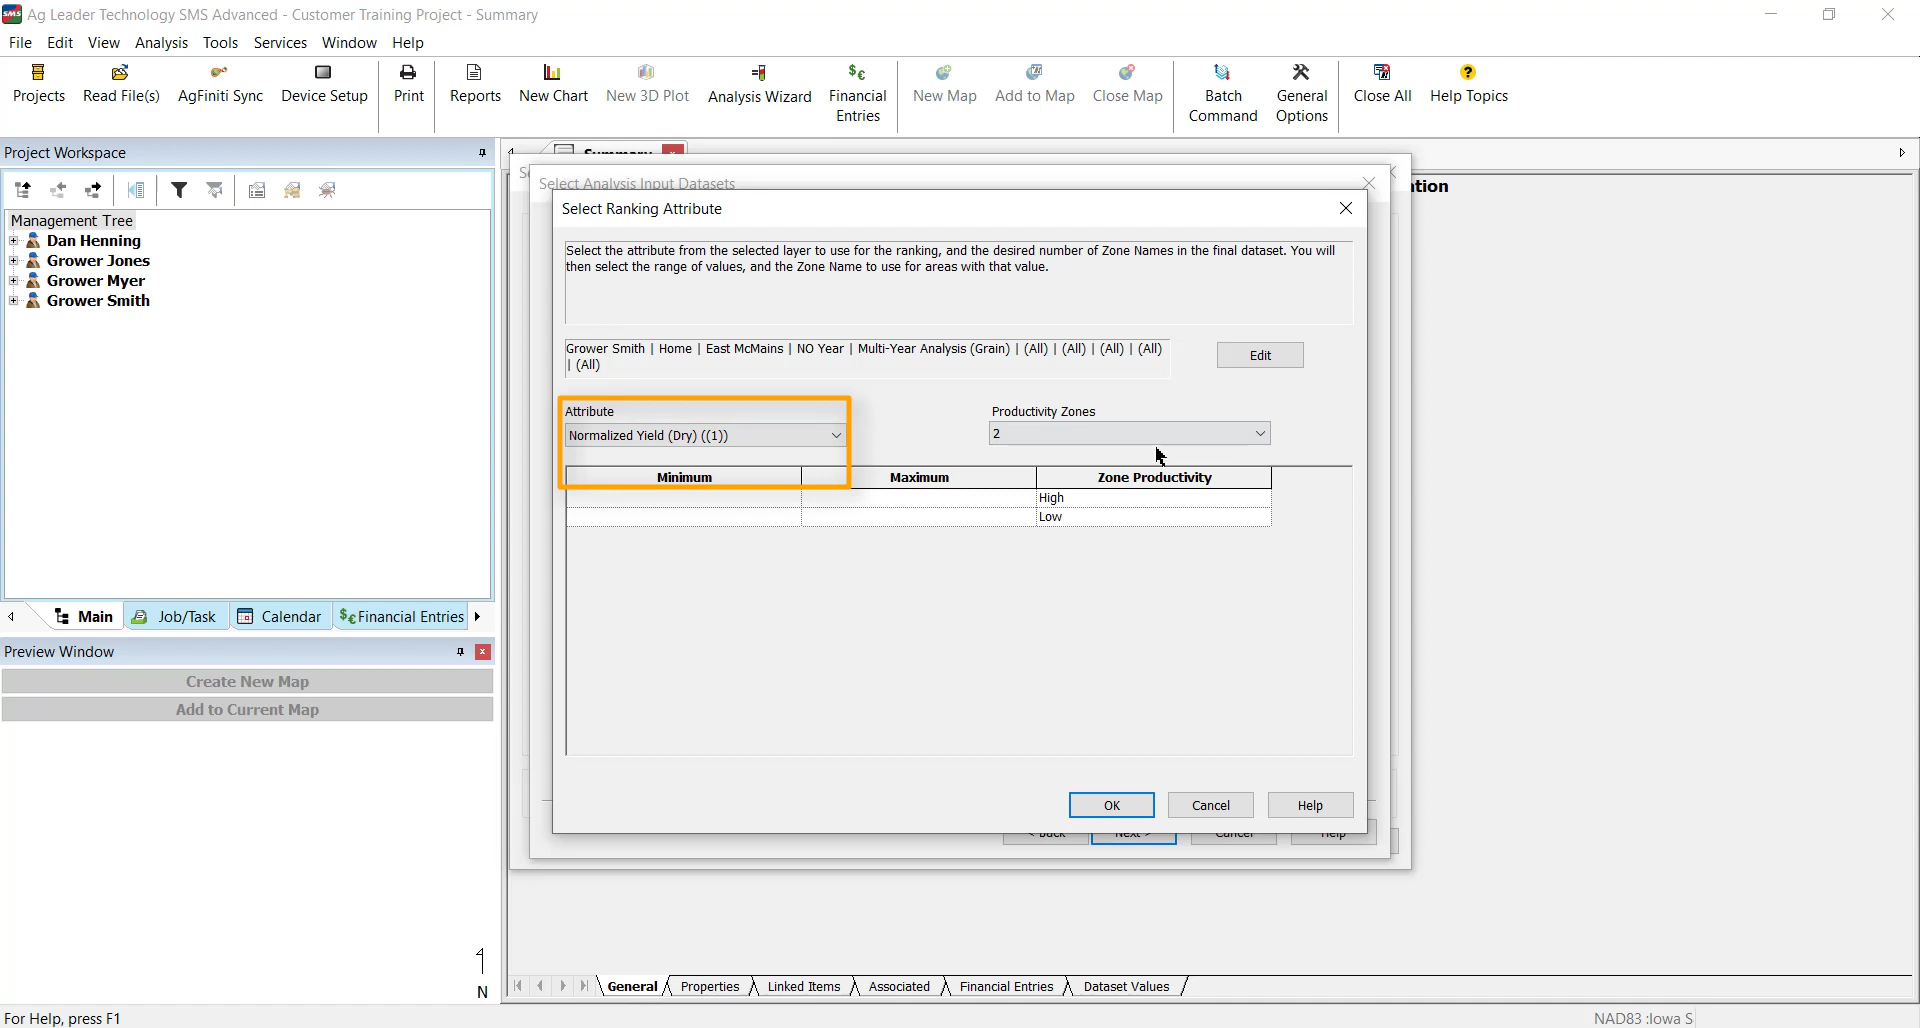 Ag Leader Technology SMS Advanced - Customer Training Project - Summary
File Edit View Analysis Tools Services Window Help
Projects Read File(s) AgFiniti Sync Device Setup Print Reports New Chart New 3D Plot Analysis Wizard Financial Entries New Map Add to Map Close Map Batch Command General Options Close All Help Topics
Project Workspace
Summary
Select Analysis Input Datasets
Select Ranking Attribute
Management Tree
Dan Henning
Grower Jones
Grower Myer
Grower Smith
Select the attribute from the selected layer to use for the ranking, and the desired number of Zone Names in the final dataset. You will
then select the range of values, and the Zone Name to use for areas with that value.
Grower Smith | Home | East McMains | NO Year | Multi-Year Analysis (Grain) | (All) | (All) | (All) | (All)
| (All)
Edit
Attribute
Normalized Yield (Dry) ((1))
Productivity Zones
2
Minimum Maximum Zone Productivity
High
Low
Main Job/Task Calendar Financial Entries
Preview Window
Create New Map
Add to Current Map
OK Cancel Help
< Back Next > Cancel Help
N
General Properties Linked Items Associated Financial Entries Dataset Values
For Help, press F1
NAD83 :Iowa S